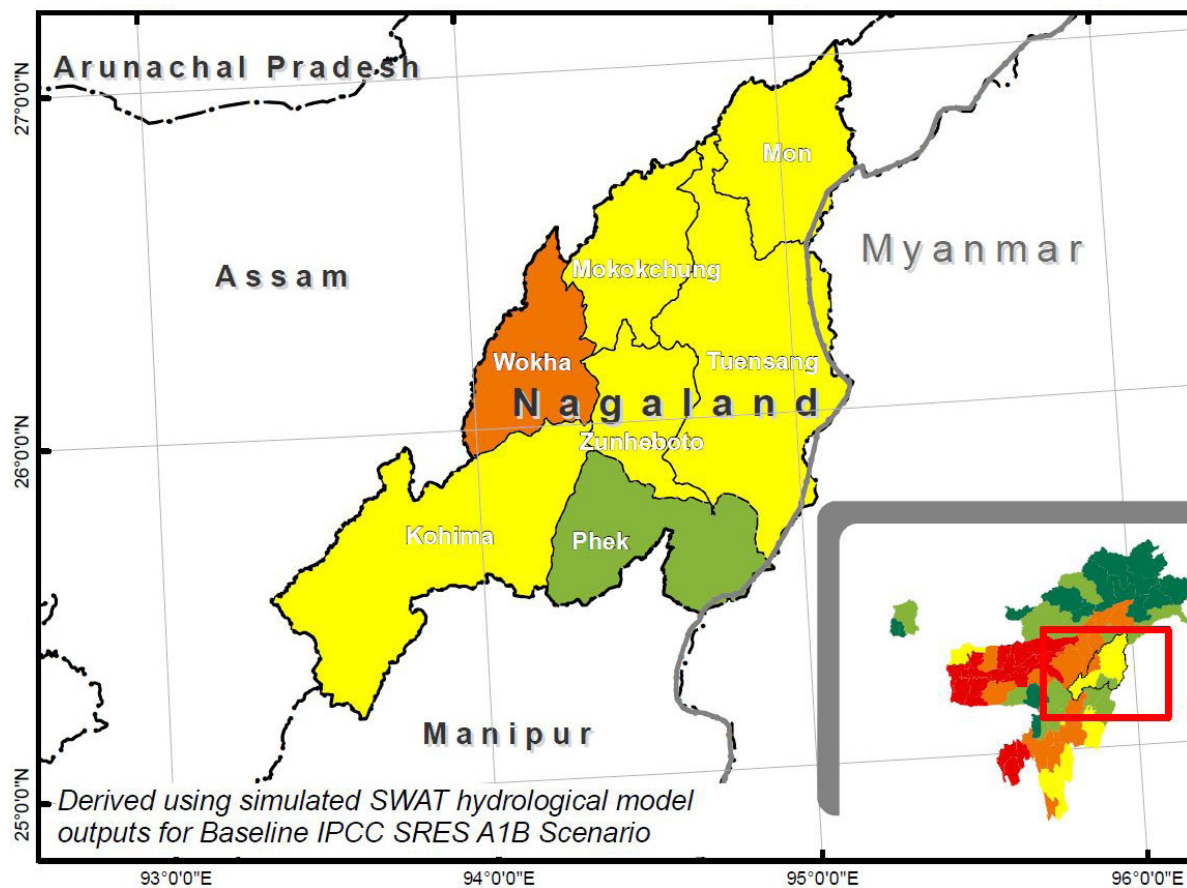 Arunachal Pradesh
27°0'0"N
Mon
Myanmar
Assam
Mokokchung
Wokha
Tuensang
Nagaland
Zunheboto
26°0'0"N
Kohima
Phek
Manipur
25°0'0"N
Derived using simulated SWAT hydrological model
outputs for Baseline IPCC SRES A1B Scenario
93°0'0"E
94°0'0"E
95°0'0"E
96°0'0"E